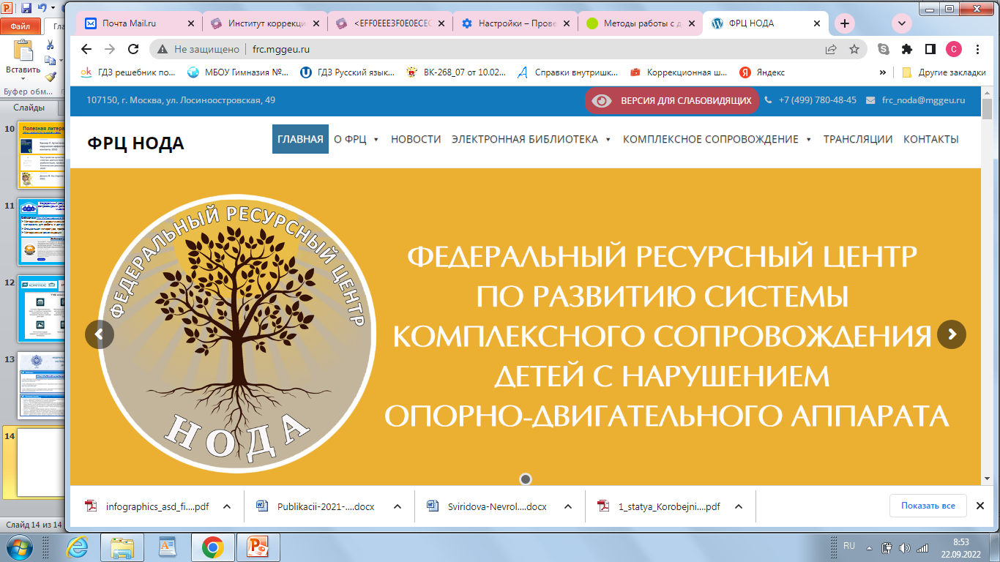 Почта Mail.ru
Институт коррекци
<EFF0EEE3F0E0ECEC
Настройки – Прове
Методы работы с д
ФРЦ НОДА
Файл
Гла
Не защищено | frc.mggeu.ru
С
Вставить
ГДЗ решебник по...
МБОУ Гимназия №...
ГДЗ Русский язык...
ВК-268_07 от 10.02...
Справки внутришк...
Коррекционная ш...
Яндекс
»
Другие закладки
Буфер обм...
Слайды
107150, г. Москва, ул. Лосиноостровская, 49
ВЕРСИЯ ДЛЯ СЛАБОВИДЯЩИХ
+7 (499) 780-48-45
frc_noda@mggeu.ru
ФРЦ НОДА
ГЛАВНАЯ
О ФРЦ
НОВОСТИ
ЭЛЕКТРОННАЯ БИБЛИОТЕКА
КОМПЛЕКСНОЕ СОПРОВОЖДЕНИЕ
ТРАНСЛЯЦИИ
КОНТАКТЫ
10
Полезная литера
11
12
КОМПЛЕКС
13
14
ФЕДЕРАЛЬНЫЙ РЕСУРСНЫЙ ЦЕНТР
НОДА
ФЕДЕРАЛЬНЫЙ РЕСУРСНЫЙ ЦЕНТР
ПО РАЗВИТИЮ СИСТЕМЫ
КОМПЛЕКСНОГО СОПРОВОЖДЕНИЯ
ДЕТЕЙ С НАРУШЕНИЕМ
ОПОРНО-ДВИГАТЕЛЬНОГО АППАРАТА
infographics_asd_fi....pdf
Publikacii-2021-....docx
Sviridova-Nevrol....docx
1_statya_Korobejni....pdf
Показать все
Слайд 14 из 14
RU
8:53
22.09.2022